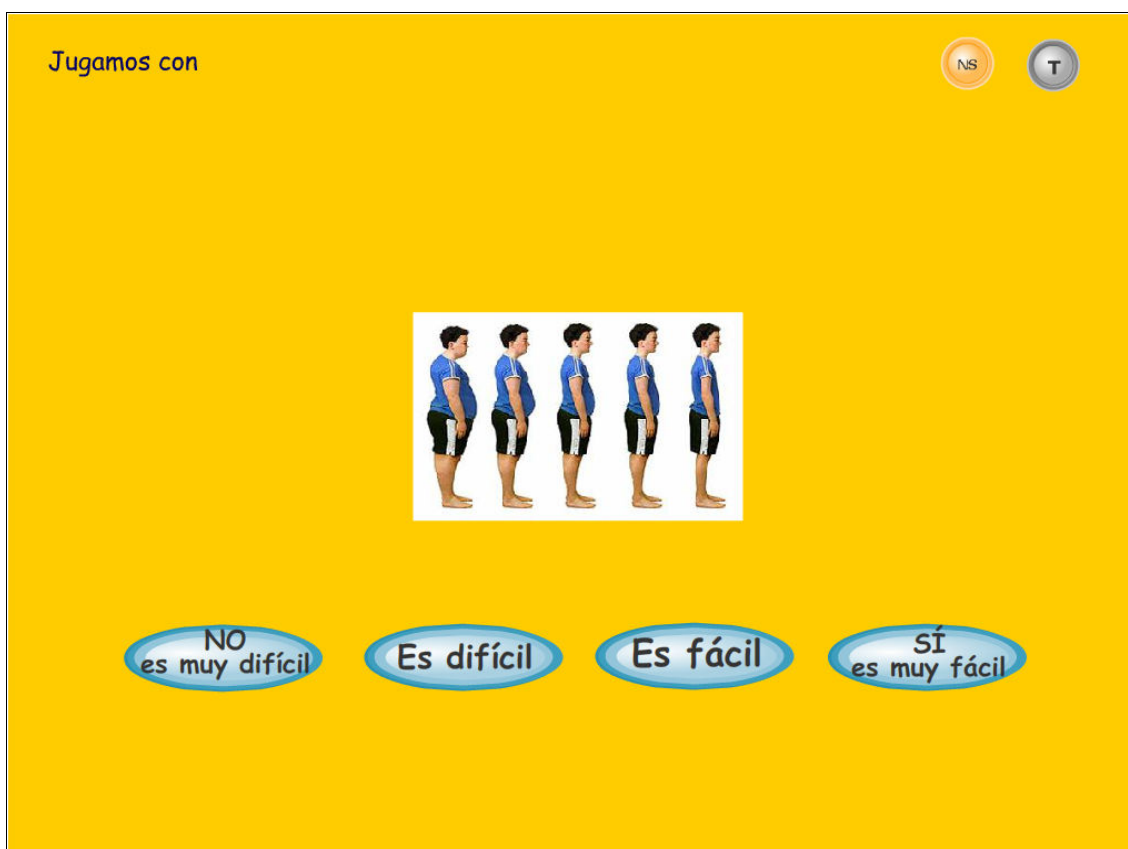 Jugamos con
NS
T
NO
es muy difícil
Es difícil
Es fácil
SÍ
es muy fácil